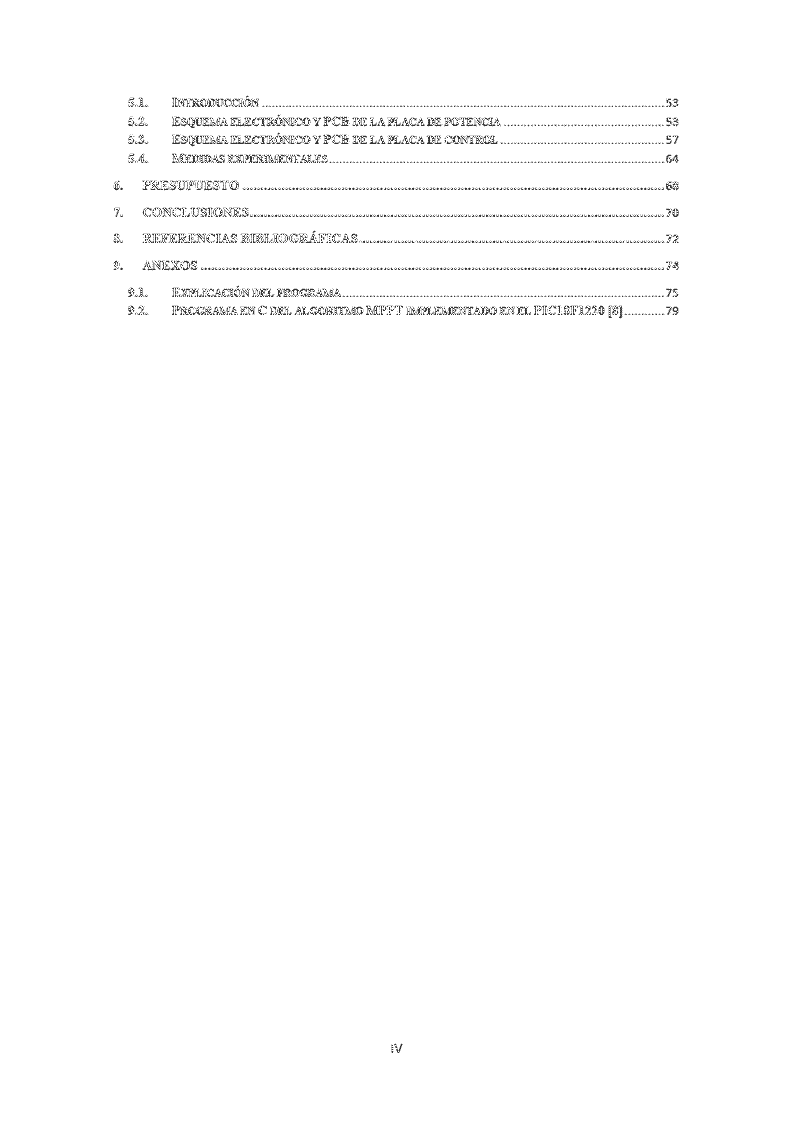 5.1. INTRODUCCIÓN ........ 53
5.2. ESQUEMA ELECTRÓNICO Y PCB DE LA PLACA DE POTENCIA ........ 53
5.3. ESQUEMA ELECTRÓNICO Y PCB DE LA PLACA DE CONTROL ........ 57
5.4. MEDIDAS EXPERIMENTALES ........ 64
6. PRESUPUESTO ........ 68
7. CONCLUSIONES ........ 70
8. REFERENCIAS BIBLIOGRÁFICAS ........ 72
9. ANEXOS ........ 74
9.1. EXPLICACIÓN DEL PROGRAMA ........ 75
9.2. PROGRAMA EN C DEL ALGORITMO MPPT IMPLEMENTADO EN EL ........ 79
IV